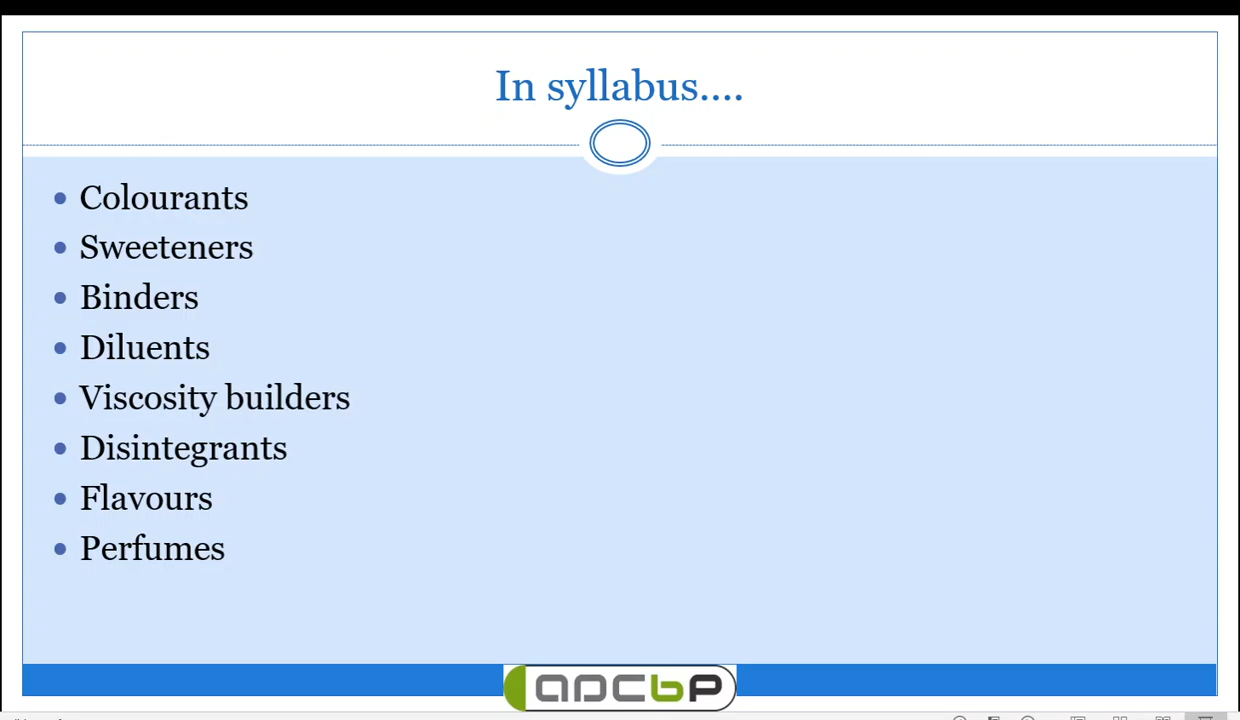 In syllabus....
Colourants
Sweeteners
Binders
Diluents
Viscosity builders
Disintegrants
Flavours
Perfumes